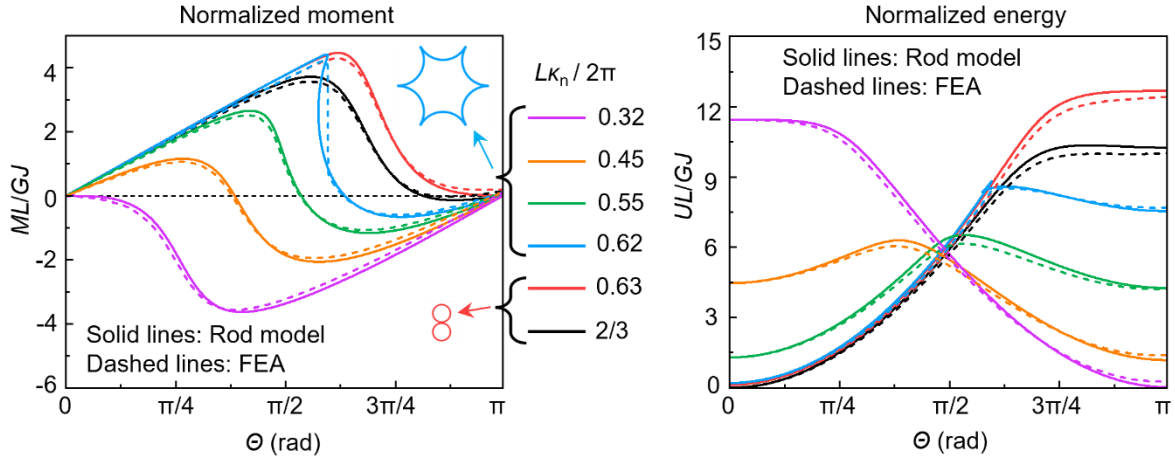 Normalized moment
ML/GJ
4
2
0
-2
-4
-6
0
π/4
π/2
3π/4
π
Θ (rad)
Solid lines: Rod model
Dashed lines: FEA
Lκn / 2π
0.32
0.45
0.55
0.62
0.63
2/3
Normalized energy
UL/GJ
15
12
9
6
3
0
0
π/4
π/2
3π/4
π
Θ (rad)
Solid lines: Rod model
Dashed lines: FEA